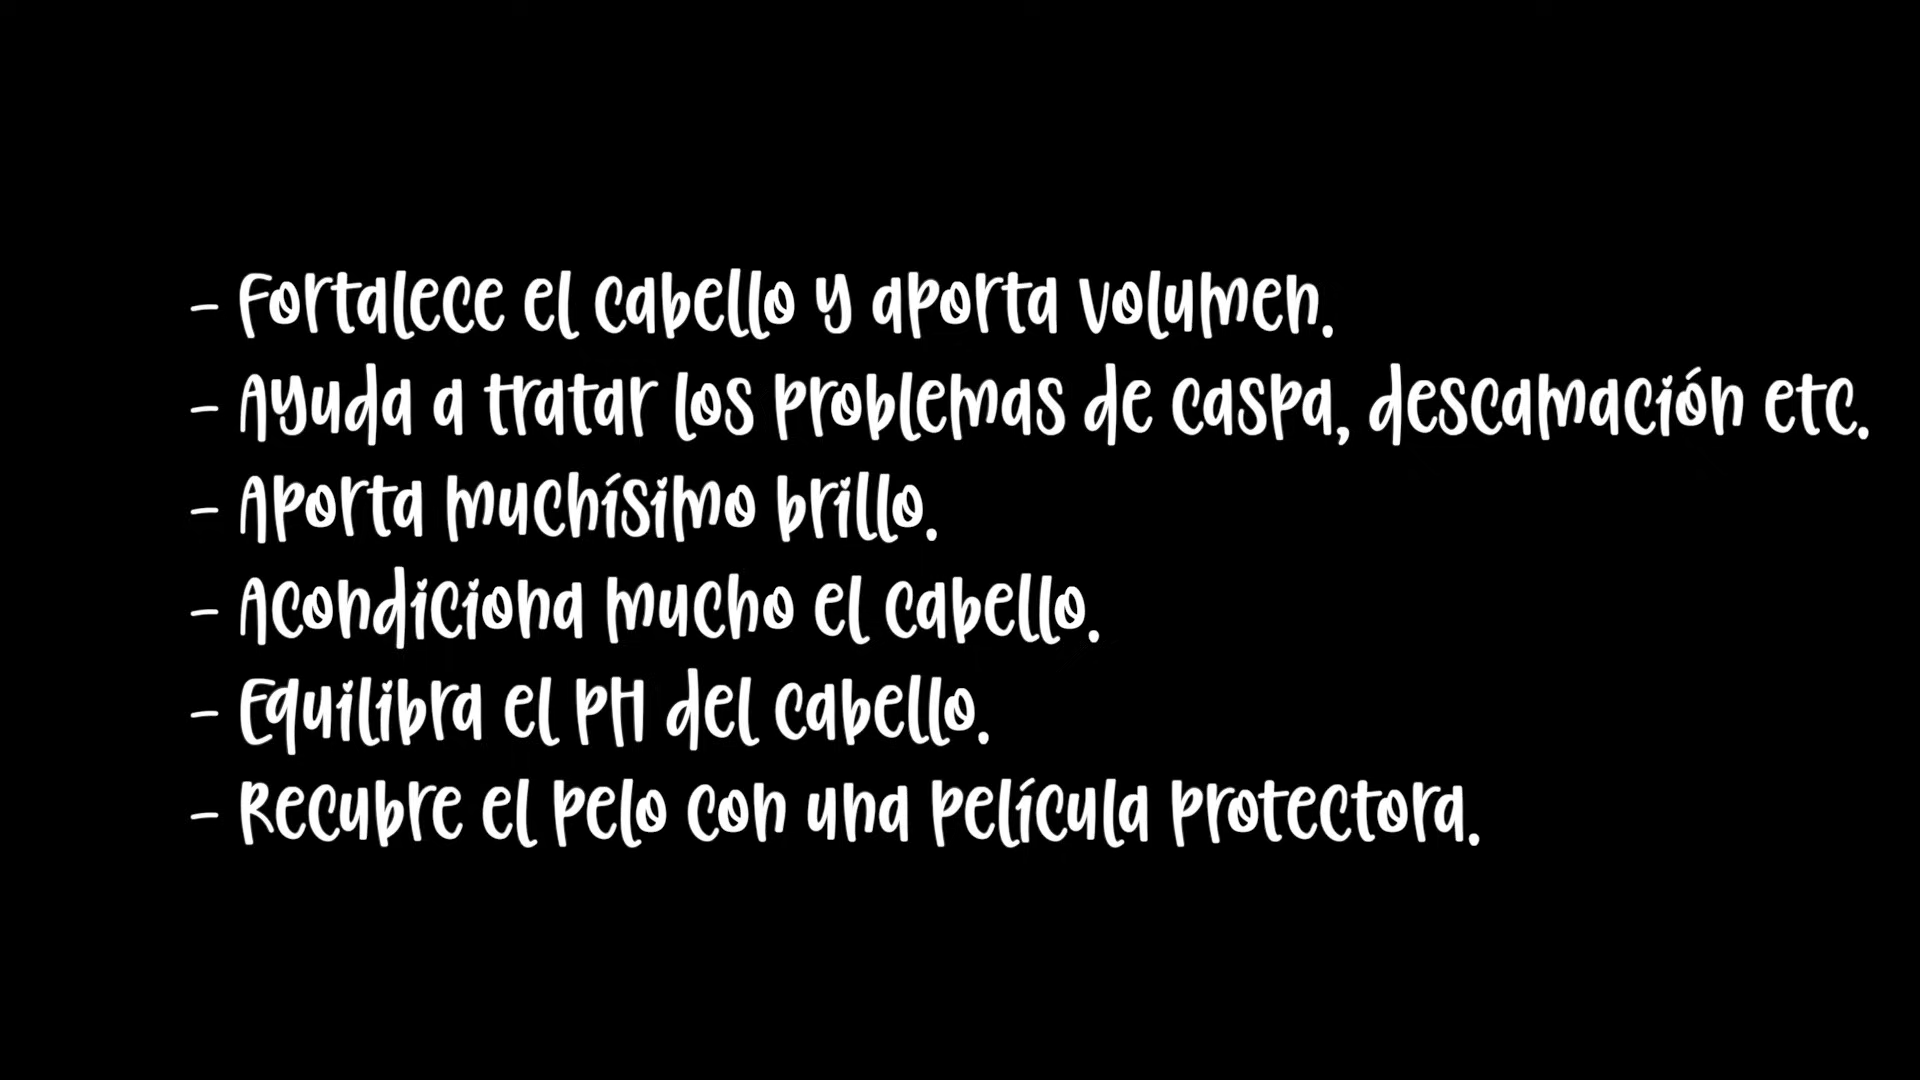 - Fortalece el cabello y aporta volumen.
- Ayuda a tratar los problemas de caspa, descamación etc.
- Aporta muchísimo brillo.
- Acondiciona mucho el cabello.
- Equilibra el PH del cabello.
- Recubre el pelo con una película protectora.